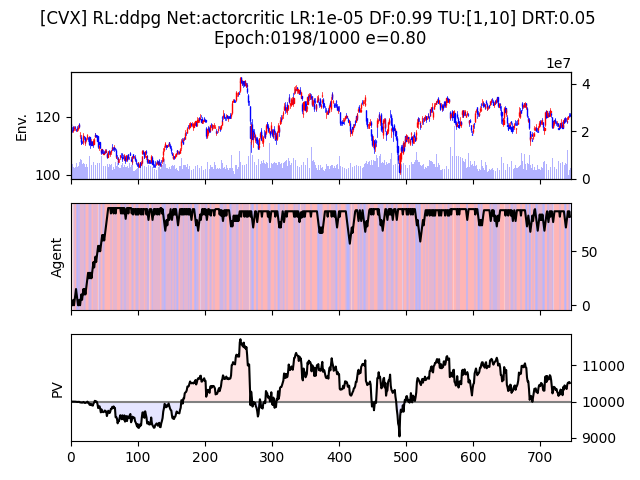 [CVX] RL:ddpg Net:actorcritic LR:1e-05 DF:0.99 TU:[1,10] DRT:0.05
Epoch:0198/1000 e=0.80
1e7
Env.
120
100
4
2
0
Agent
50
0
PV
11000
10000
9000
0 100 200 300 400 500 600 700